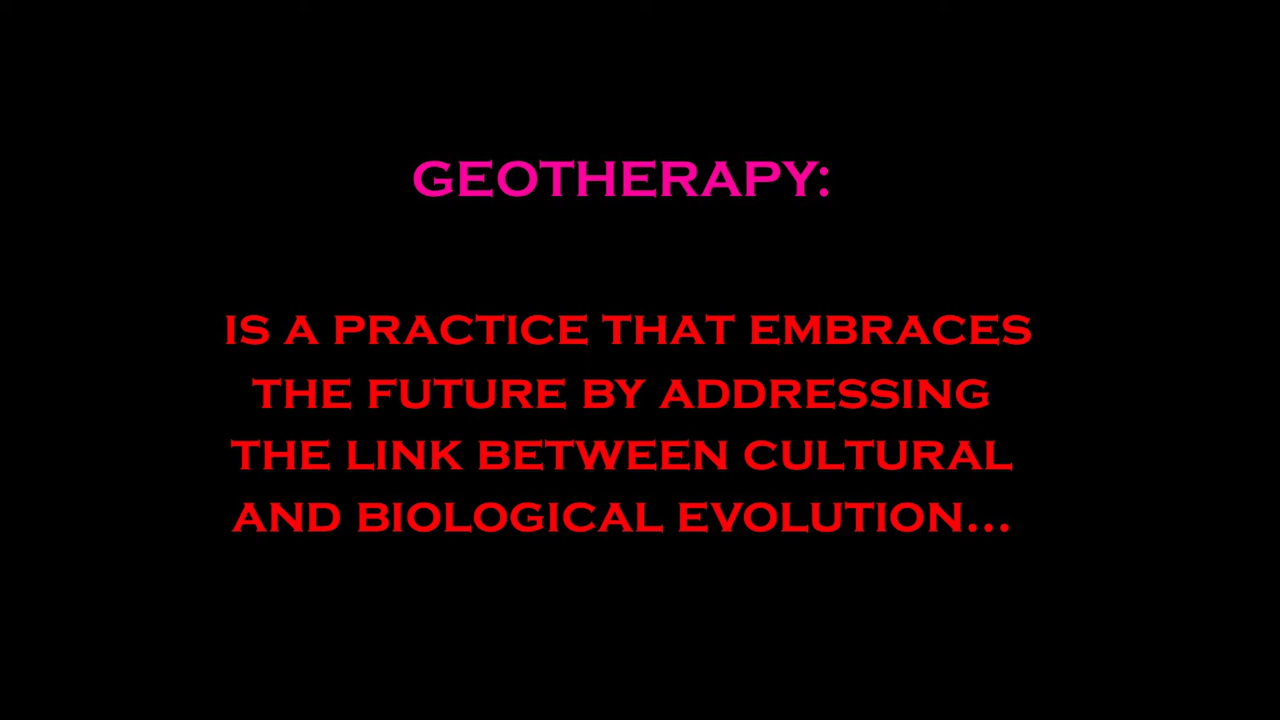 GEOTHERAPY:
IS A PRACTICE THAT EMBRACES
THE FUTURE BY ADDRESSING
THE LINK BETWEEN CULTURAL
AND BIOLOGICAL EVOLUTION...